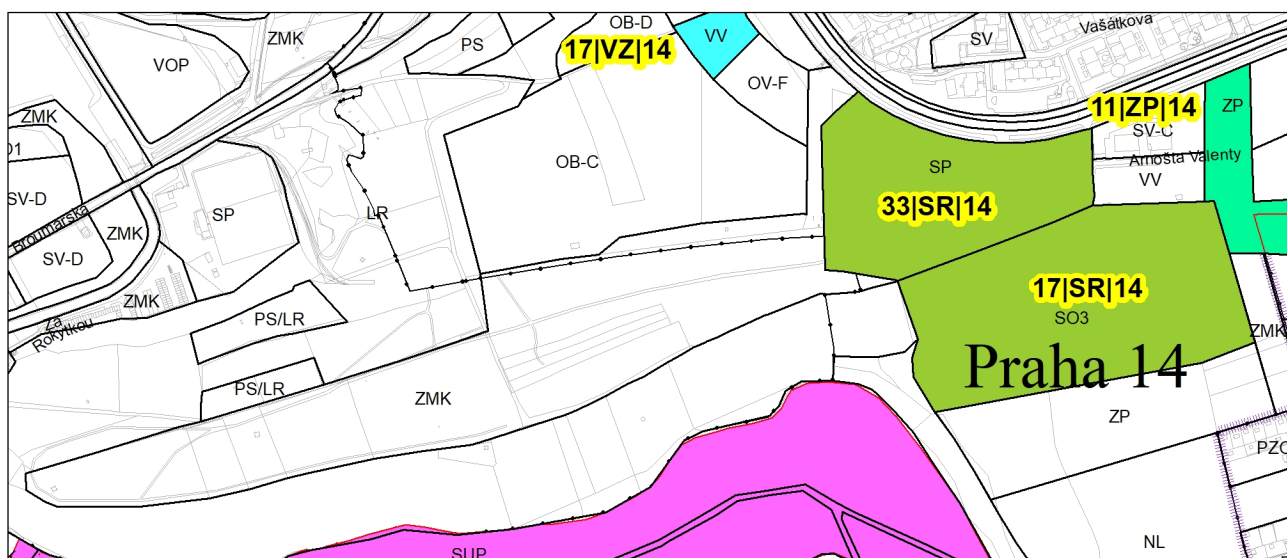 OB-D
ZMK
PS
VV
SV
Vašátkova
17|VZ|14
VOP
OV-F
11|ZP|14
ZP
ZMK
SV-C
D1
OB-C
SP
Arnošta Valenty
VV
SV-D
SP
LR
33|SR|14
Broumarská
ZMK
SV-D
17|SR|14
ZMK
PS/LR
SO3
Za
Rokytkou
ZMK
Praha 14
PS/LR
ZMK
ZP
PZO
NL
SUP